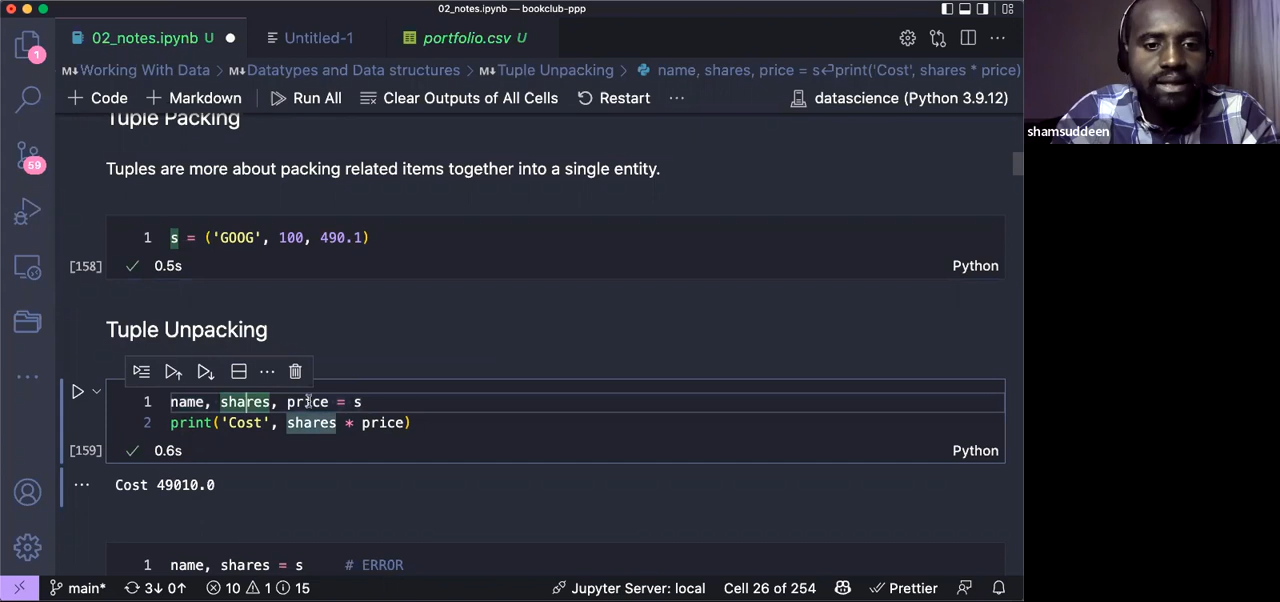 02_notes.ipynb — bookclub-ppp
1
02_notes.ipynb U
Untitled-1
portfolio.csv U
Working With Data > Datatypes and Data structures > Tuple Unpacking > name, shares, price = s↵print('Cost', shares * price)
+ Code + Markdown Run All Clear Outputs of All Cells Restart ... datascience (Python 3.9.12)
shamsuddeen
Tuple Packing
59
Tuples are more about packing related items together into a single entity.
1 s = ('GOOG', 100, 490.1)
[158] ✓ 0.5s Python
Tuple Unpacking
1 name, shares, price = s
2 print('Cost', shares * price)
[159] ✓ 0.6s Python
... Cost 49010.0
1 name, shares = s # ERROR
main* 3↓ 0↑ 10 1 15 Jupyter Server: local Cell 26 of 254 Prettier